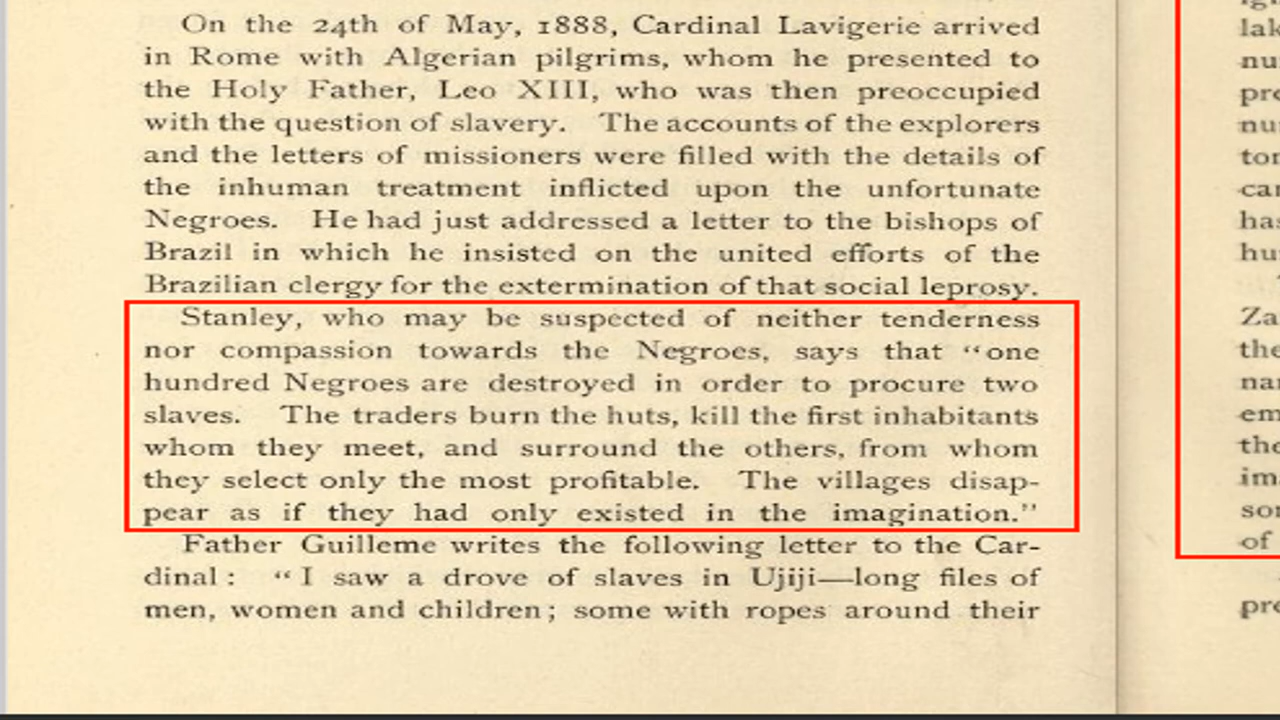 On the 24th of May, 1888, Cardinal Lavigerie arrived
in Rome with Algerian pilgrims, whom he presented to
the Holy Father, Leo XIII, who was then preoccupied
with the question of slavery. The accounts of the explorers
and the letters of missioners were filled with the details of
the inhuman treatment inflicted upon the unfortunate
Negroes. He had just addressed a letter to the bishops of
Brazil in which he insisted on the united efforts of the
Brazilian clergy for the extermination of that social leprosy.
Stanley, who may be suspected of neither tenderness
nor compassion towards the Negroes, says that “one
hundred Negroes are destroyed in order to procure two
slaves. The traders burn the huts, kill the first inhabitants
whom they meet, and surround the others, from whom
they select only the most profitable. The villages disap-
pear as if they had only existed in the imagination.”
Father Guilleme writes the following letter to the Car-
dinal: “I saw a drove of slaves in Ujiji—long files of
men, women and children; some with ropes around their
Za
the
of